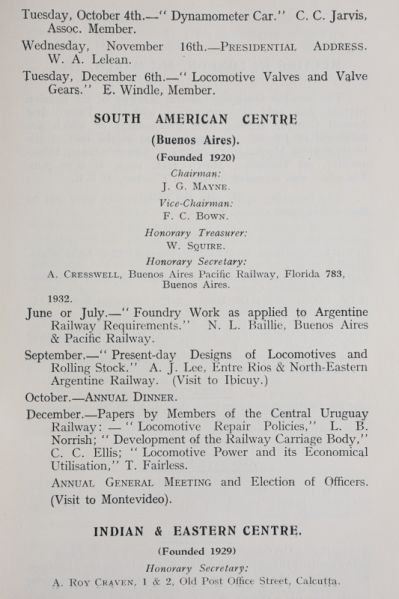 Tuesday, October 4th.—“ Dynamometer Car.” C. C. Jarvis,
Assoc. Member.
Wednesday, November 16th.—PRESIDENTIAL ADDRESS.
W. A. Lelean.
Tuesday, December 6th.—“ Locomotive Valves and Valve
Gears.” E. Windle, Member.
SOUTH AMERICAN CENTRE
(Buenos Aires).
(Founded 1920)
Chairman:
J. G. MAYNE.
Vice-Chairman:
F. C. BOWN.
Honorary Treasurer:
W. SQUIRE.
Honorary Secretary:
A. CRESSWELL, Buenos Aires Pacific Railway, Florida 783,
Buenos Aires.
1932.
June or July.—“ Foundry Work as applied to Argentine
Railway Requirements.” N. L. Baillie, Buenos Aires
& Pacific Railway.
September.—“ Present-day Designs of Locomotives and
Rolling Stock.” A. J. Lee, Entre Rios & North-Eastern
Argentine Railway. (Visit to Ibicuy.)
October.—ANNUAL DINNER.
December.—Papers by Members of the Central Uruguay
Railway: — “ Locomotive Repair Policies,” L. B.
Norrish; “ Development of the Railway Carriage Body,”
C. C. Ellis; “ Locomotive Power and its Economical
Utilisation,” T. Fairless.
ANNUAL GENERAL MEETING and Election of Officers.
(Visit to Montevideo).
INDIAN & EASTERN CENTRE.
(Founded 1929)
Honorary Secretary:
A. ROY CRAVEN, 1 & 2, Old Post Office Street, Calcutta.